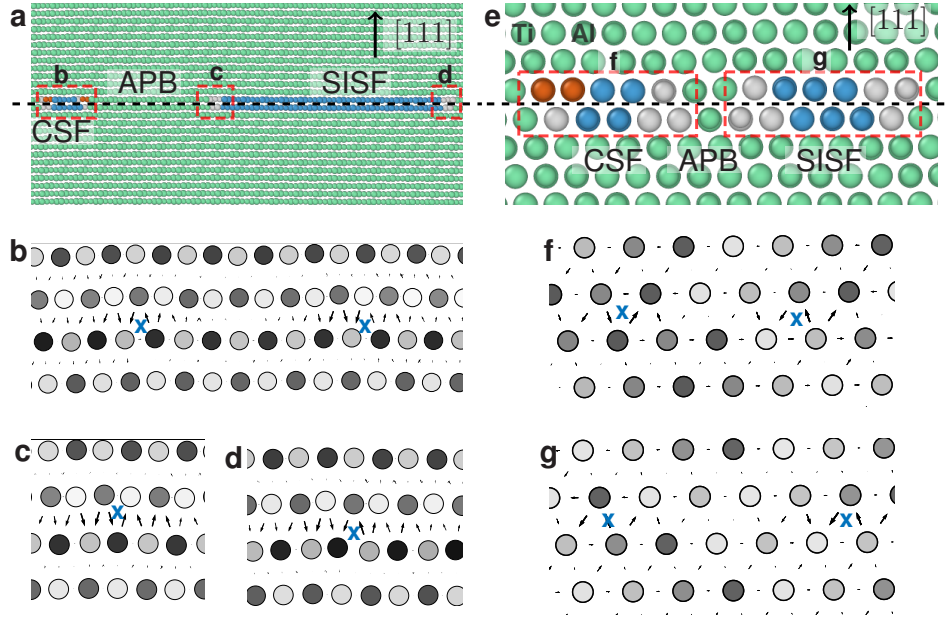 a
[111]
b
APB
c
SISF
d
CSF
e
Ti
Al
[111]
f
g
CSF
APB
SISF
b
x
x
f
x
x
c
x
d
x
g
x
x